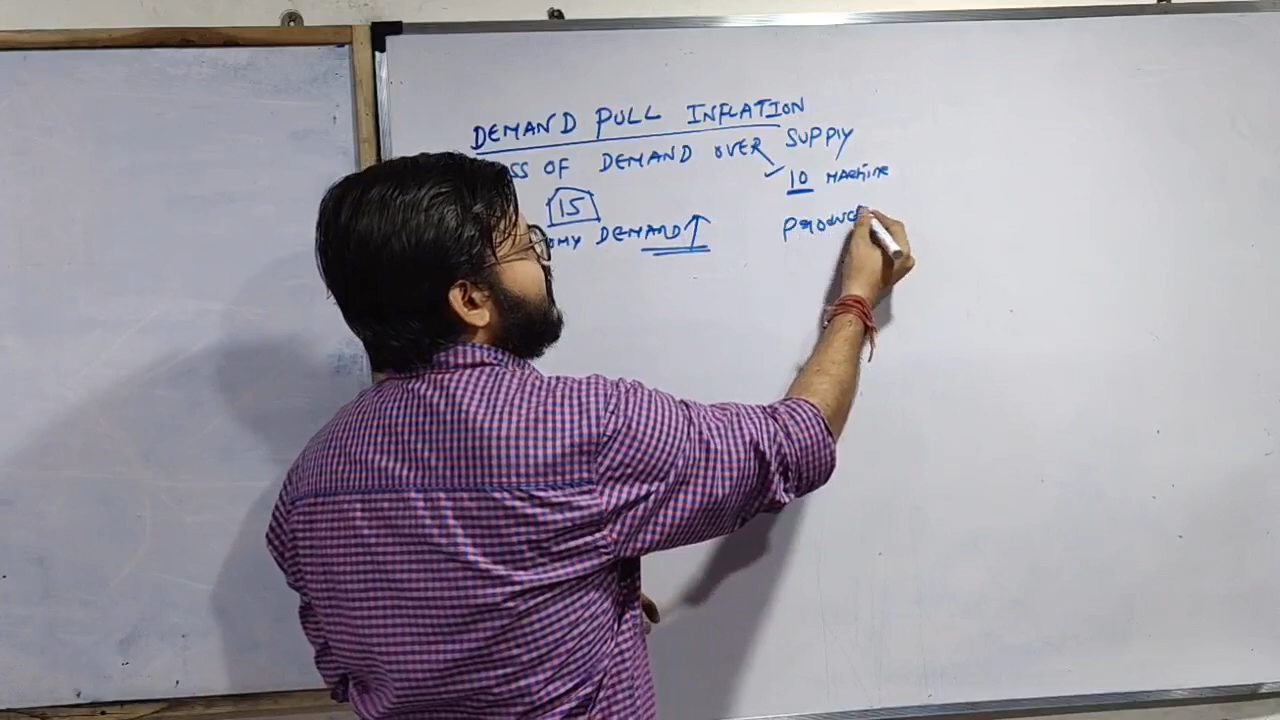 DEMAND PULL INFLATION
SS OF DEMAND OVER SUPPLY
15
10 MACHINE
OMY DEMAND↑
PRODUC